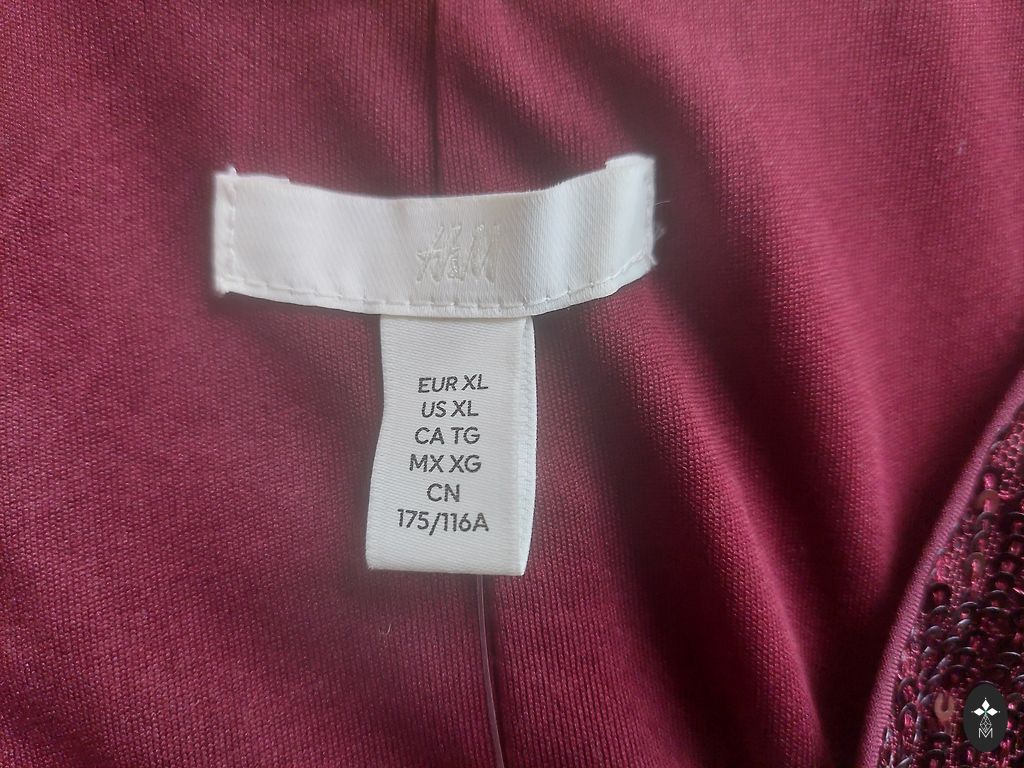 H&M
EUR XL
US XL
CA TG
MX XG
CN
175/116A
M